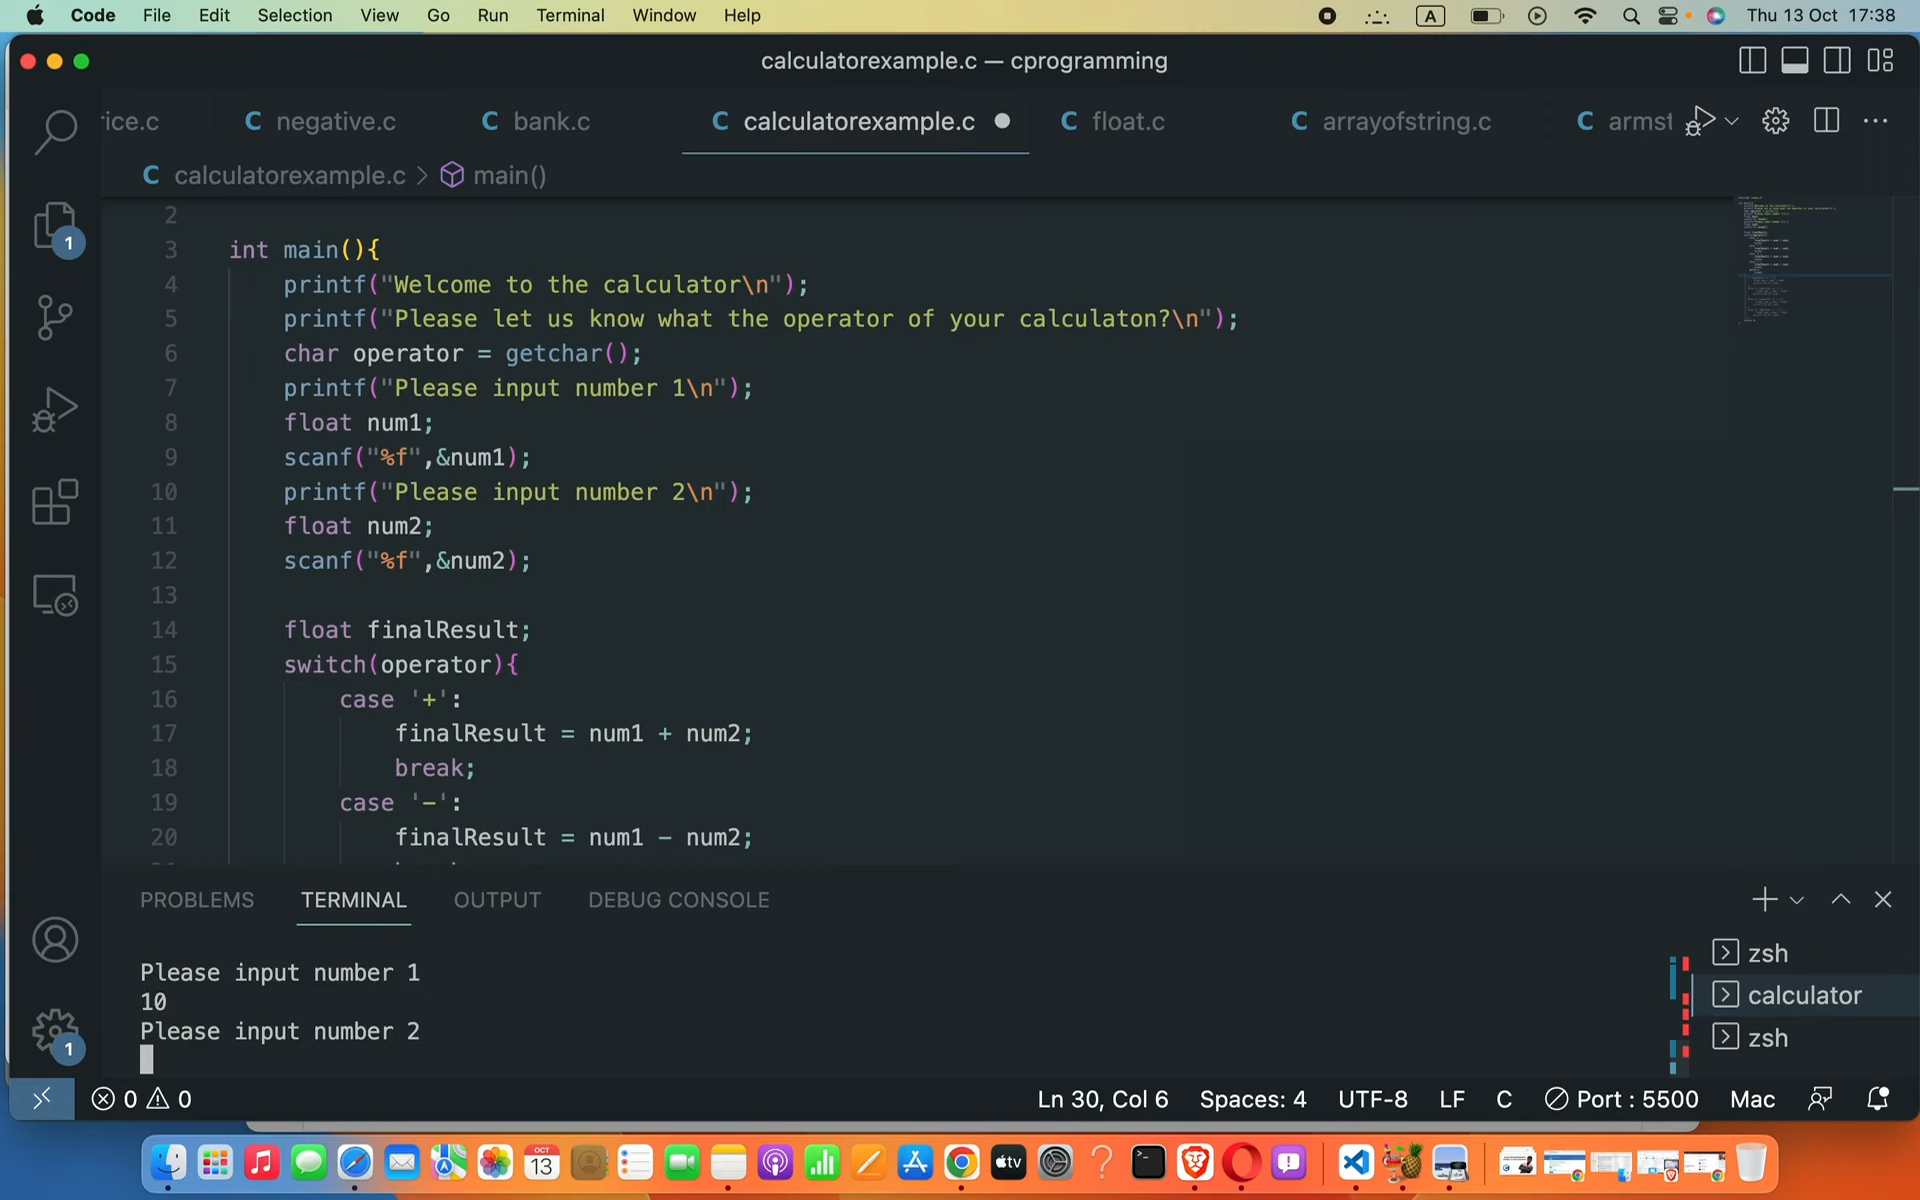 Code File Edit Selection View Go Run Terminal Window Help A Thu 13 Oct 17:38
calculatorexample.c — cprogramming
rice.c C negative.c C bank.c C calculatorexample.c C float.c C arrayofstring.c C armst
C calculatorexample.c > main()
2
3 int main(){
4 printf("Welcome to the calculator\n");
5 printf("Please let us know what the operator of your calculaton?\n");
6 char operator = getchar();
7 printf("Please input number 1\n");
8 float num1;
9 scanf("%f",&num1);
10 printf("Please input number 2\n");
11 float num2;
12 scanf("%f",&num2);
13
14 float finalResult;
15 switch(operator){
16 case '+':
17 finalResult = num1 + num2;
18 break;
19 case '-':
20 finalResult = num1 - num2;
1
1
PROBLEMS TERMINAL OUTPUT DEBUG CONSOLE
Please input number 1
10
Please input number 2
zsh
calculator
zsh
0 0 Ln 30, Col 6 Spaces: 4 UTF-8 LF C Port : 5500 Mac
OCT
13
tv